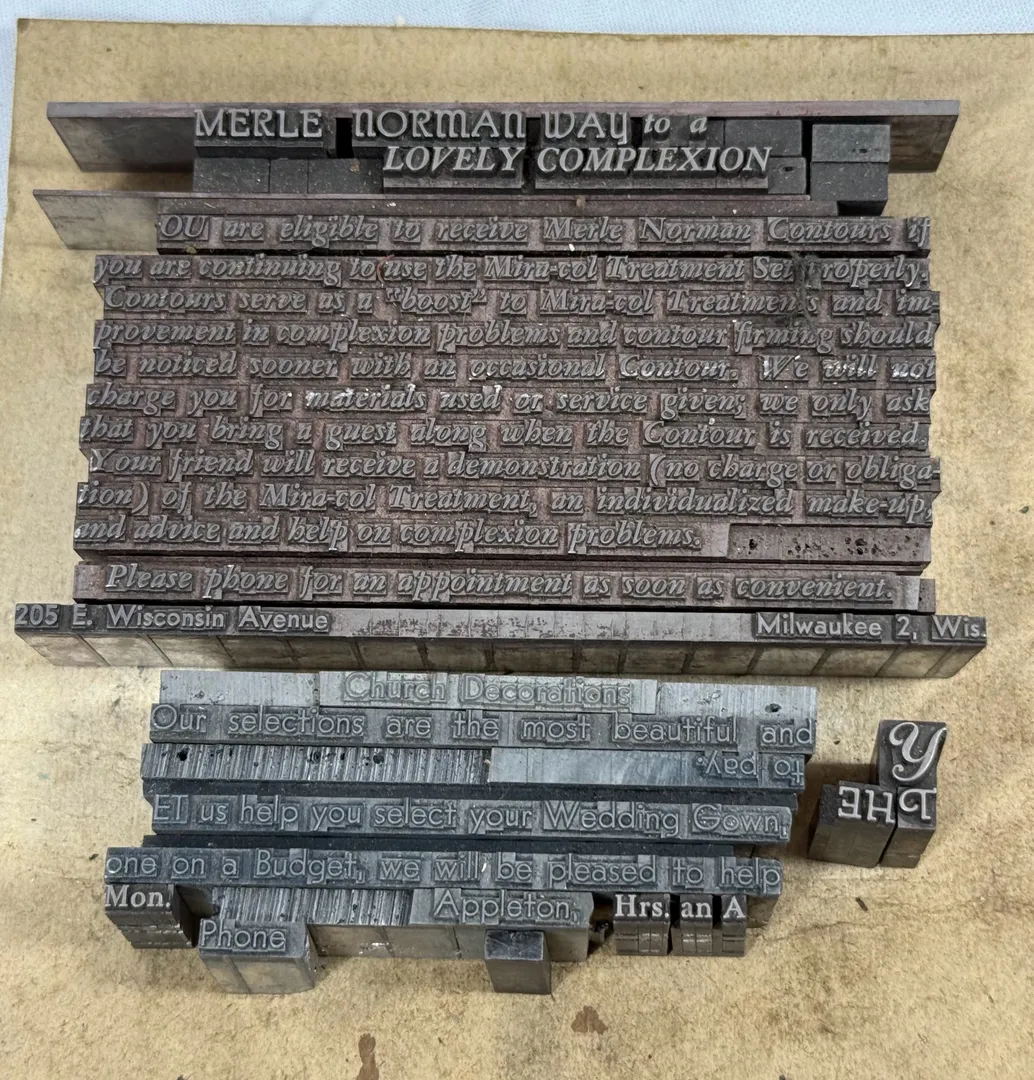 MERLE NORMAN WAY to a
LOVELY COMPLEXION
OU are eligible to receive Merle Norman Contours if
you are continuing to use the Mira-col Treatment Set properly.
Contours serve as a "boost" to Mira-col Treatments and im
provement in complexion problems and contour firming should
be noticed sooner with an occasional Contour. We will not
charge you for materials used or service given; we only ask
that you bring a guest along when the Contour is received.
Your friend will receive a demonstration (no charge or obliga-
tion) of the Mira-col Treatment, an individualized make-up,
and advice and help on complexion problems.
Please phone for an appointment as soon as convenient.
205 E. Wisconsin Avenue Milwaukee 2, Wis.
Church Decorations
Our selections are the most beautiful and
to pay.
ET us help you select your Wedding Gown,
one on a Budget, we will be pleased to help
Mon. Appleton, Hrs. an A
Phone
Y
THE